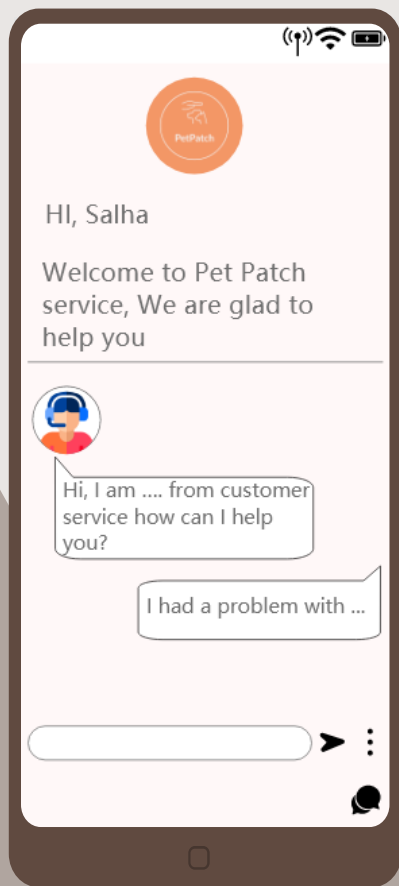 PetPatch
HI, Salha
Welcome to Pet Patch
service, We are glad to
help you
Hi, I am .... from customer
service how can I help
you?
I had a problem with ...